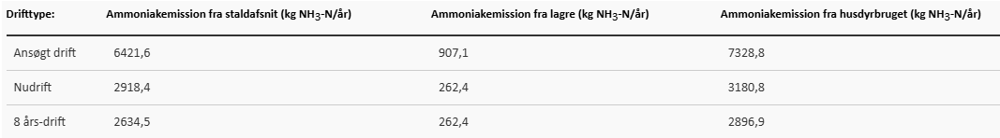 Drifttype: Ammoniakemission fra staldafsnit (kg NH3-N/år) Ammoniakemission fra lagre (kg NH3-N/år) Ammoniakemission fra husdyrbruget (kg NH3-N/år)
Ansøgt drift 6421,6 907,1 7328,8
Nudrift 2918,4 262,4 3180,8
8 års-drift 2634,5 262,4 2896,9